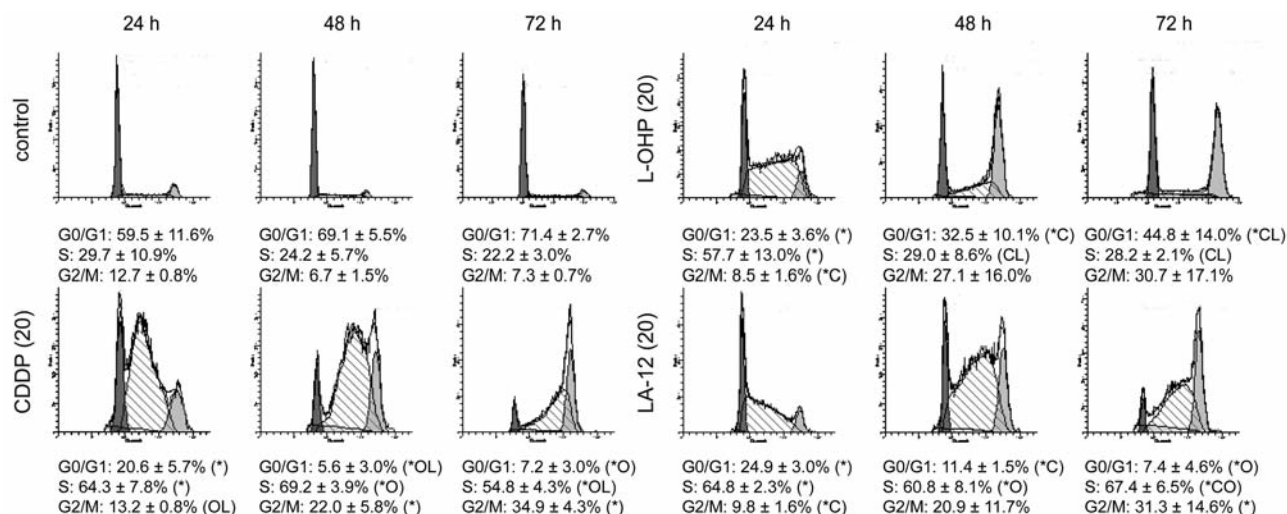 24 h
48 h
72 h
24 h
48 h
72 h
control
L-OHP (20)
G0/G1: 59.5 ± 11.6%
S: 29.7 ± 10.9%
G2/M: 12.7 ± 0.8%
G0/G1: 69.1 ± 5.5%
S: 24.2 ± 5.7%
G2/M: 6.7 ± 1.5%
G0/G1: 71.4 ± 2.7%
S: 22.2 ± 3.0%
G2/M: 7.3 ± 0.7%
G0/G1: 23.5 ± 3.6% (*)
S: 57.7 ± 13.0% (*)
G2/M: 8.5 ± 1.6% (*C)
G0/G1: 32.5 ± 10.1% (*C)
S: 29.0 ± 8.6% (CL)
G2/M: 27.1 ± 16.0%
G0/G1: 44.8 ± 14.0% (*CL)
S: 28.2 ± 2.1% (CL)
G2/M: 30.7 ± 17.1%
CDDP (20)
LA-12 (20)
G0/G1: 20.6 ± 5.7% (*)
S: 64.3 ± 7.8% (*)
G2/M: 13.2 ± 0.8% (OL)
G0/G1: 5.6 ± 3.0% (*OL)
S: 69.2 ± 3.9% (*O)
G2/M: 22.0 ± 5.8% (*)
G0/G1: 7.2 ± 3.0% (*O)
S: 54.8 ± 4.3% (*OL)
G2/M: 34.9 ± 4.3% (*)
G0/G1: 24.9 ± 3.0% (*)
S: 64.8 ± 2.3% (*)
G2/M: 9.8 ± 1.6% (*C)
G0/G1: 11.4 ± 1.5% (*C)
S: 60.8 ± 8.1% (*O)
G2/M: 20.9 ± 11.7%
G0/G1: 7.4 ± 4.6% (*O)
S: 67.4 ± 6.5% (*CO)
G2/M: 31.3 ± 14.6% (*)